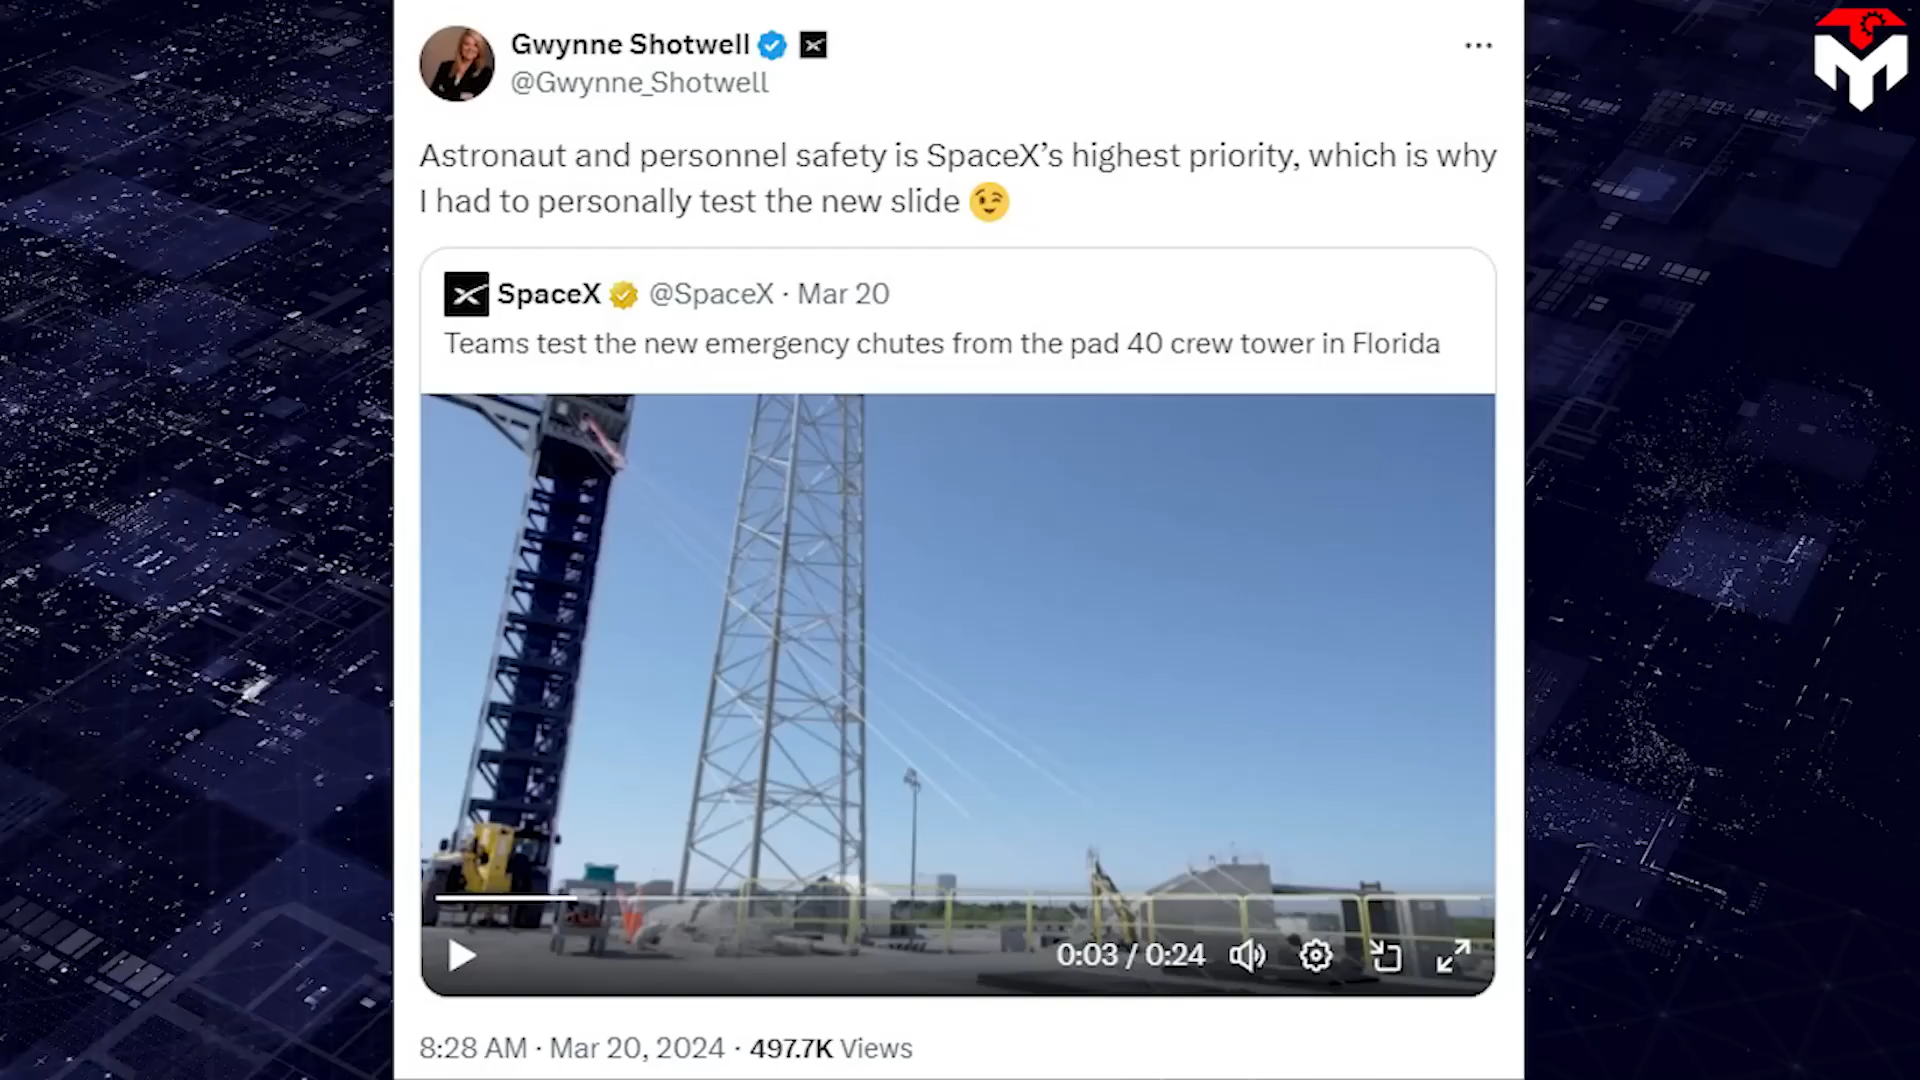 Gwynne Shotwell
@Gwynne_Shotwell
Astronaut and personnel safety is SpaceX’s highest priority, which is why
I had to personally test the new slide 😉
SpaceX @SpaceX · Mar 20
Teams test the new emergency chutes from the pad 40 crew tower in Florida
0:03 / 0:24
8:28 AM · Mar 20, 2024 · 497.7K Views